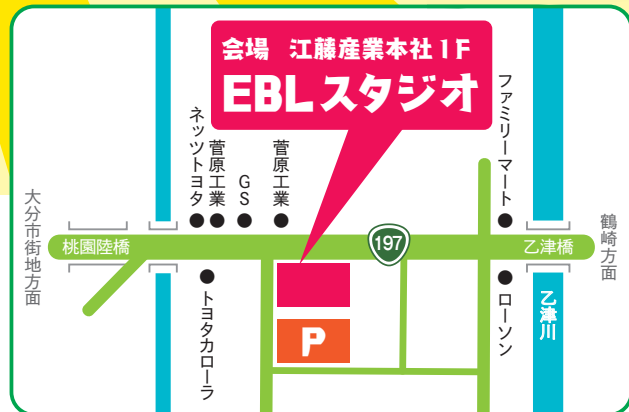 会場 江藤産業本社1F
EBLスタジオ
ファミリーマート
ネッツトヨタ
菅原工業
GS
菅原工業
大分市街地方面
桃園陸橋
197
乙津橋
鶴崎方面
トヨタカローラ
P
ローソン
乙津川